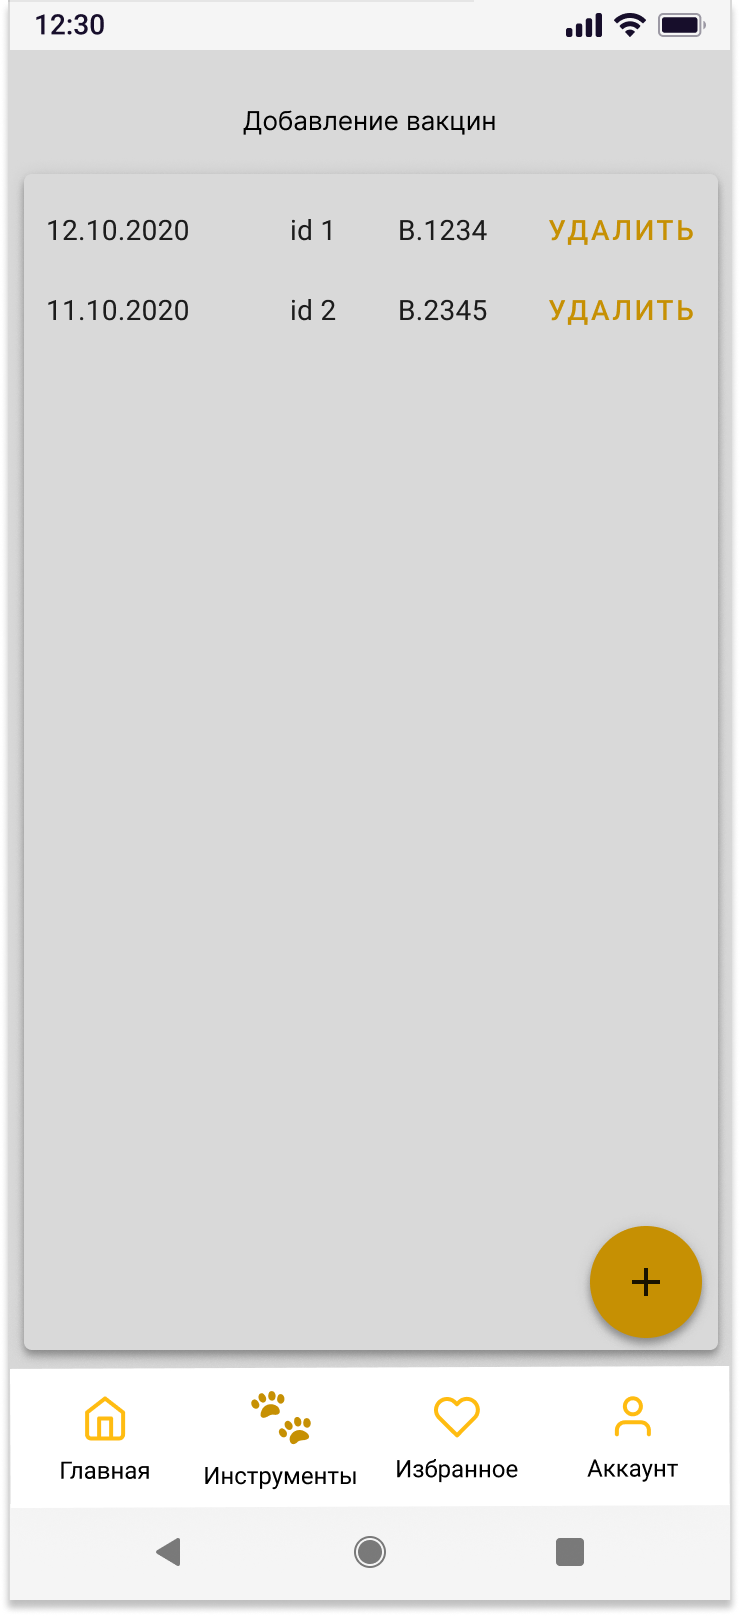 12:30
Добавление вакцин
12.10.2020 id 1 В.1234 УДАЛИТЬ
11.10.2020 id 2 В.2345 УДАЛИТЬ
Главная Инструменты Избранное Аккаунт